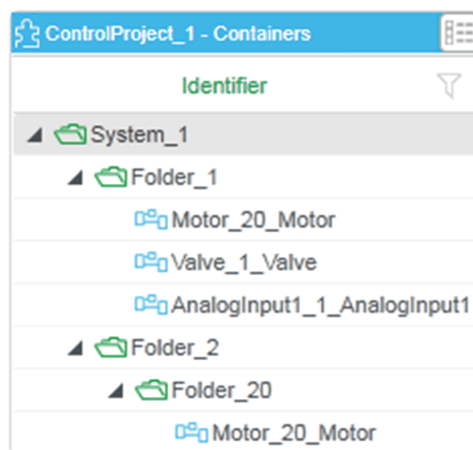 ControlProject_1 - Containers
Identifier
System_1
Folder_1
Motor_20_Motor
Valve_1_Valve
AnalogInput1_1_AnalogInput1
Folder_2
Folder_20
Motor_20_Motor